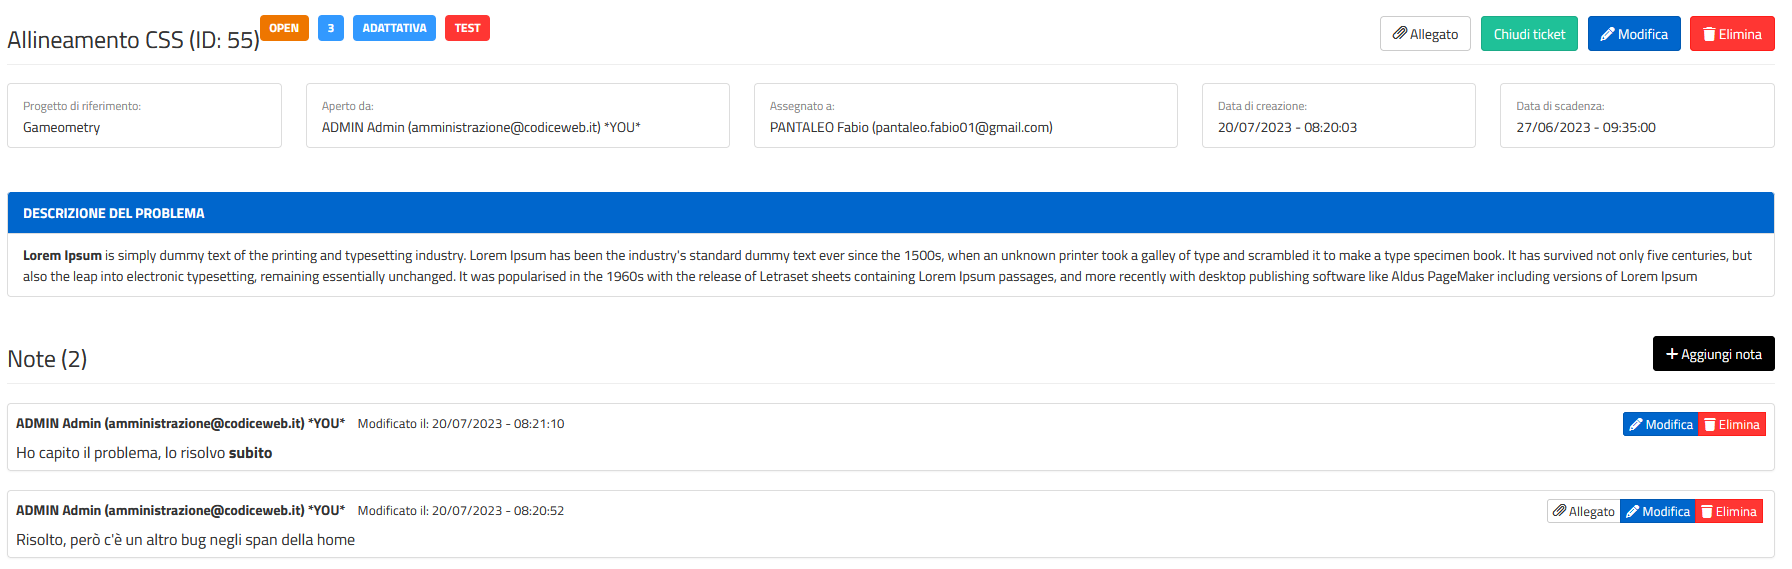 Allineamento CSS (ID: 55) OPEN 3 ADATTATIVA TEST Allegato Chiudi ticket Modifica Elimina
Progetto di riferimento:
Gameometry
Aperto da:
ADMIN Admin (amministrazione@codiceweb.it) *YOU*
Assegnato a:
PANTALEO Fabio (pantaleo.fabio01@gmail.com)
Data di creazione:
20/07/2023 - 08:20:03
Data di scadenza:
27/06/2023 - 09:35:00
DESCRIZIONE DEL PROBLEMA
Lorem Ipsum is simply dummy text of the printing and typesetting industry. Lorem Ipsum has been the industry's standard dummy text ever since the 1500s, when an unknown printer took a galley of type and scrambled it to make a type specimen book. It has survived not only five centuries, but
also the leap into electronic typesetting, remaining essentially unchanged. It was popularised in the 1960s with the release of Letraset sheets containing Lorem Ipsum passages, and more recently with desktop publishing software like Aldus PageMaker including versions of Lorem Ipsum
Note (2) + Aggiungi nota
ADMIN Admin (amministrazione@codiceweb.it) *YOU* Modificato il: 20/07/2023 - 08:21:10 Modifica Elimina
Ho capito il problema, lo risolvo subito
ADMIN Admin (amministrazione@codiceweb.it) *YOU* Modificato il: 20/07/2023 - 08:20:52 Allegato Modifica Elimina
Risolto, però c'è un altro bug negli span della home